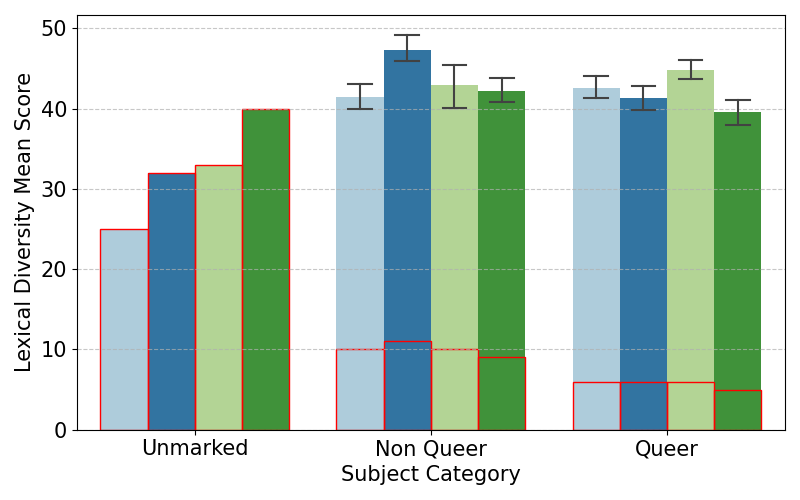 Lexical Diversity Mean Score
50
40
30
20
10
0
Unmarked
Non Queer
Queer
Subject Category